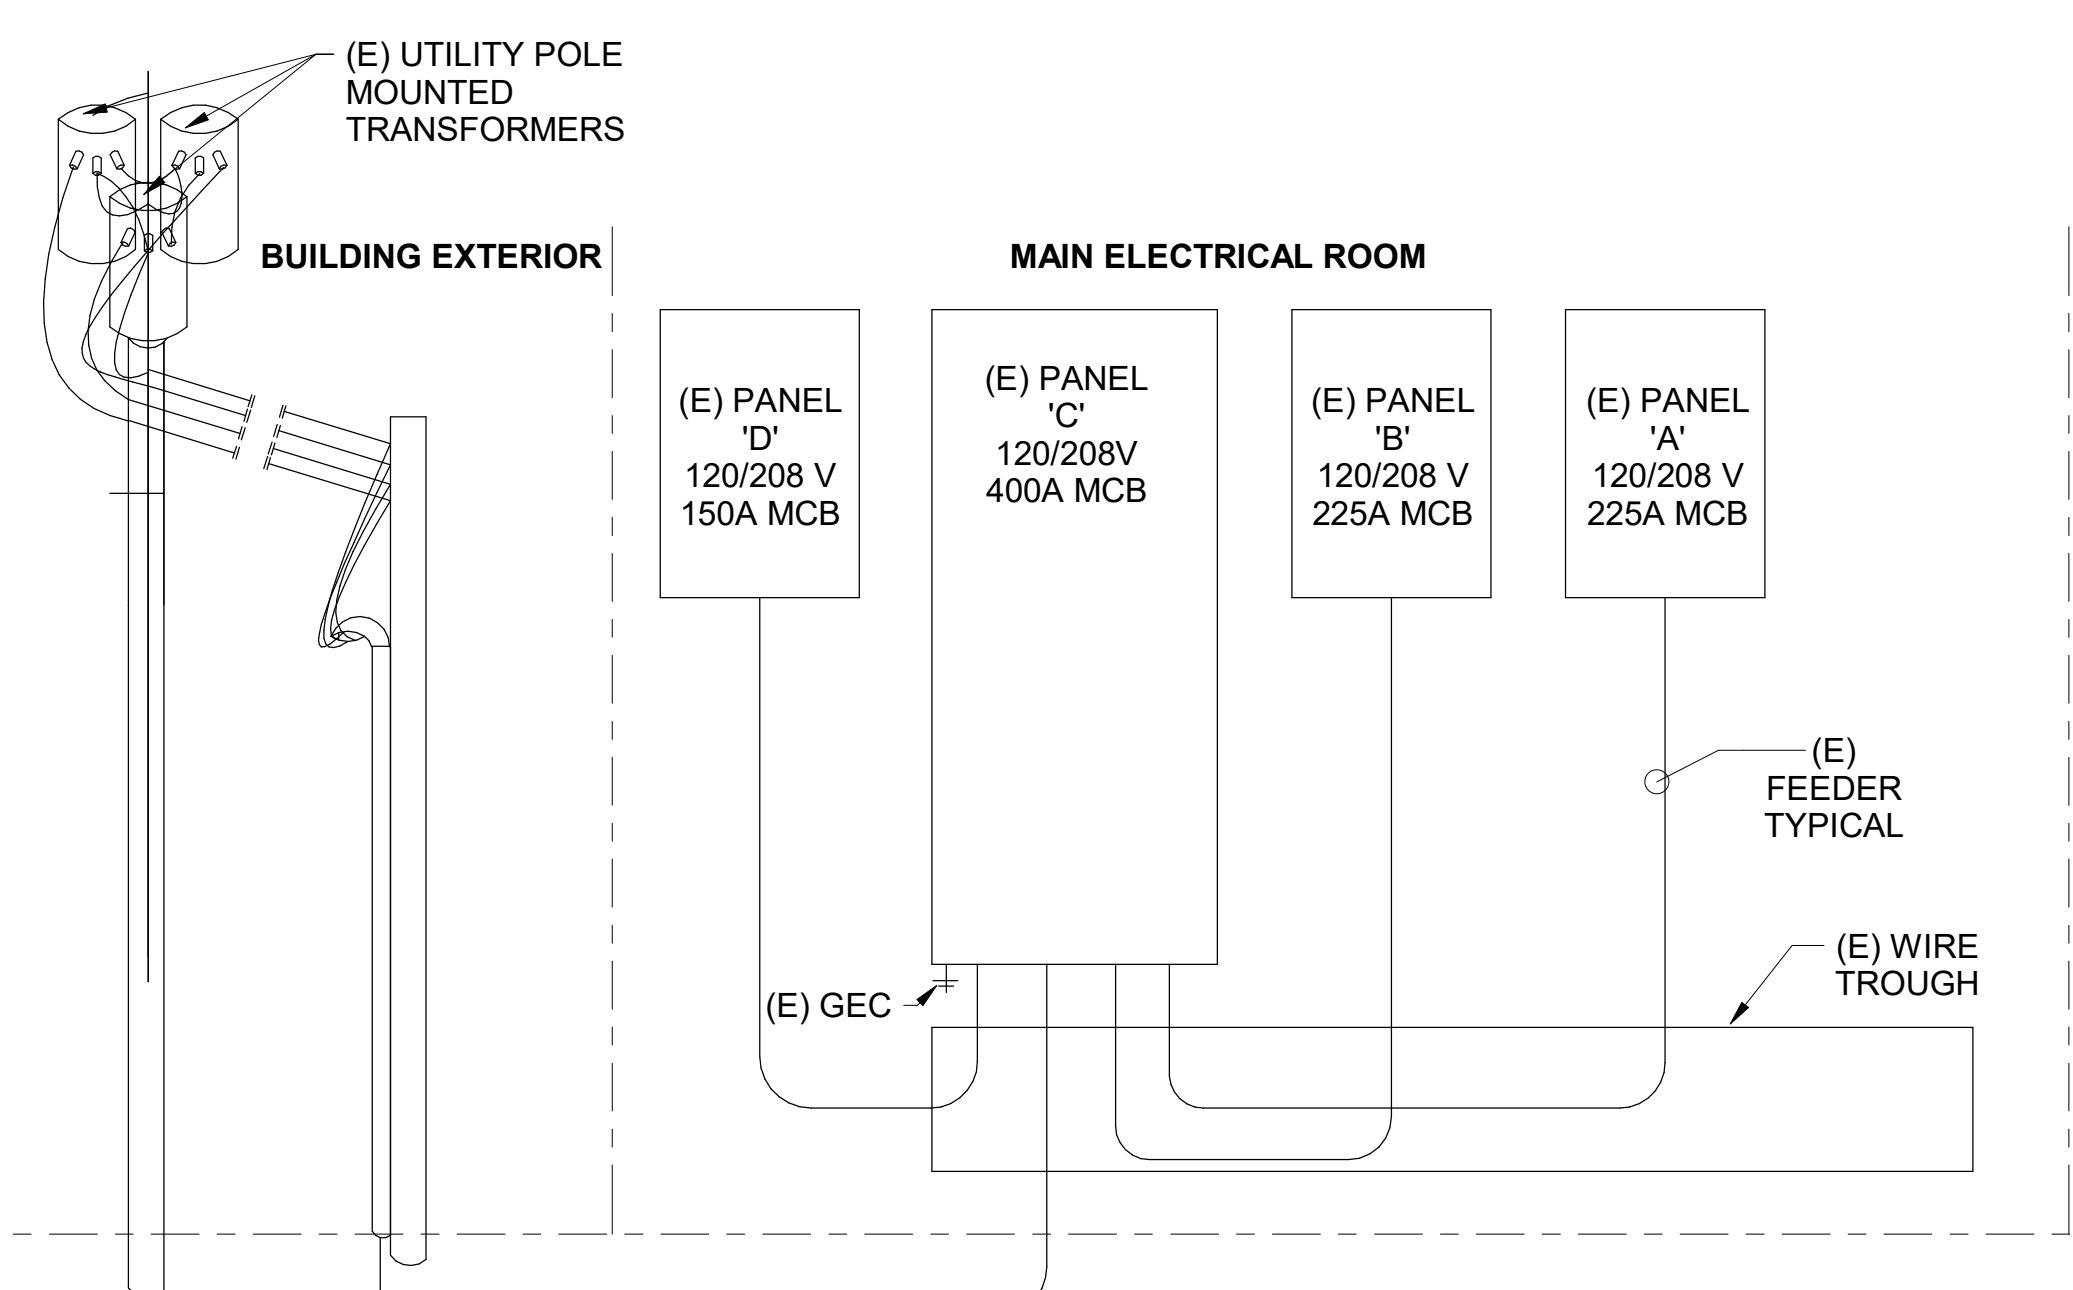 (E) UTILITY POLE
MOUNTED
TRANSFORMERS
BUILDING EXTERIOR
MAIN ELECTRICAL ROOM
(E) PANEL
'D'
120/208 V
150A MCB
(E) PANEL
'C'
120/208V
400A MCB
(E) PANEL
'B'
120/208 V
225A MCB
(E) PANEL
'A'
120/208 V
225A MCB
(E)
FEEDER
TYPICAL
(E) WIRE
TROUGH
(E) GEC